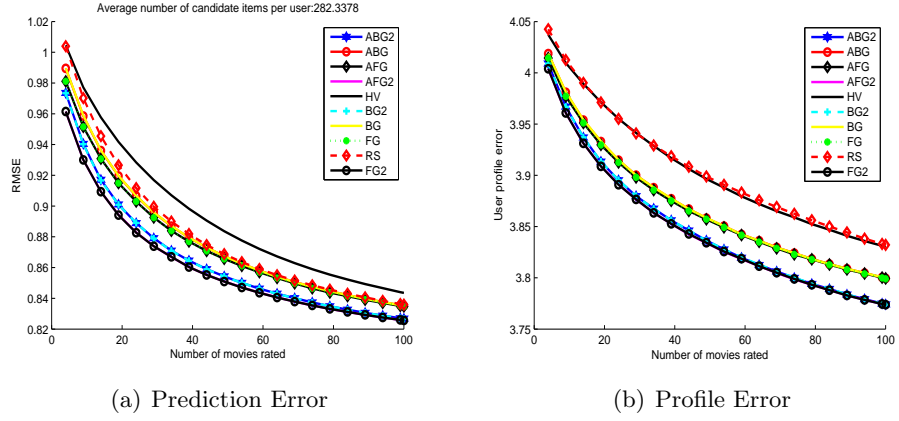 Average number of candidate items per user:282.3378
1.02
1
0.98
0.96
0.94
0.92
0.9
0.88
0.86
0.84
0.82
RMSE
0
20
40
60
80
100
Number of movies rated
ABG2
ABG
AFG
AFG2
HV
BG2
BG
FG
RS
FG2
(a) Prediction Error
4.05
4
3.95
3.9
3.85
3.8
3.75
User profile error
0
20
40
60
80
100
Number of movies rated
ABG2
ABG
AFG
AFG2
HV
BG2
BG
FG
RS
FG2
(b) Profile Error